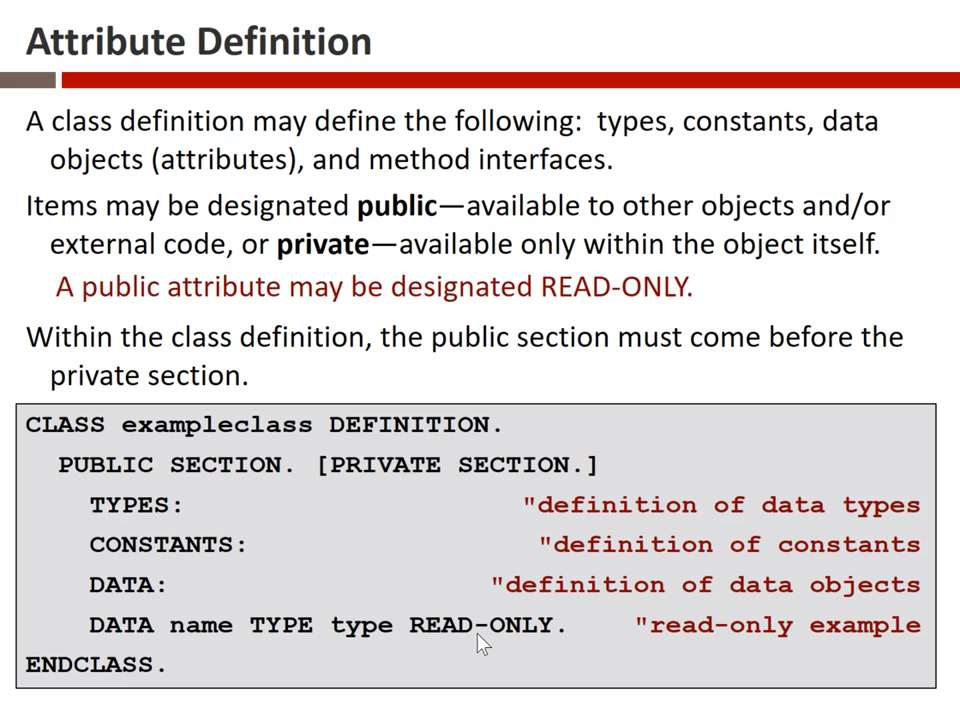 Attribute Definition
A class definition may define the following:  types, constants, data
objects (attributes), and method interfaces.
Items may be designated public—available to other objects and/or
external code, or private—available only within the object itself.
A public attribute may be designated READ-ONLY.
Within the class definition, the public section must come before the
private section.
CLASS exampleclass DEFINITION.
PUBLIC SECTION. [PRIVATE SECTION.]
TYPES: "definition of data types
CONSTANTS: "definition of constants
DATA: "definition of data objects
DATA name TYPE type READ-ONLY. "read-only example
ENDCLASS.